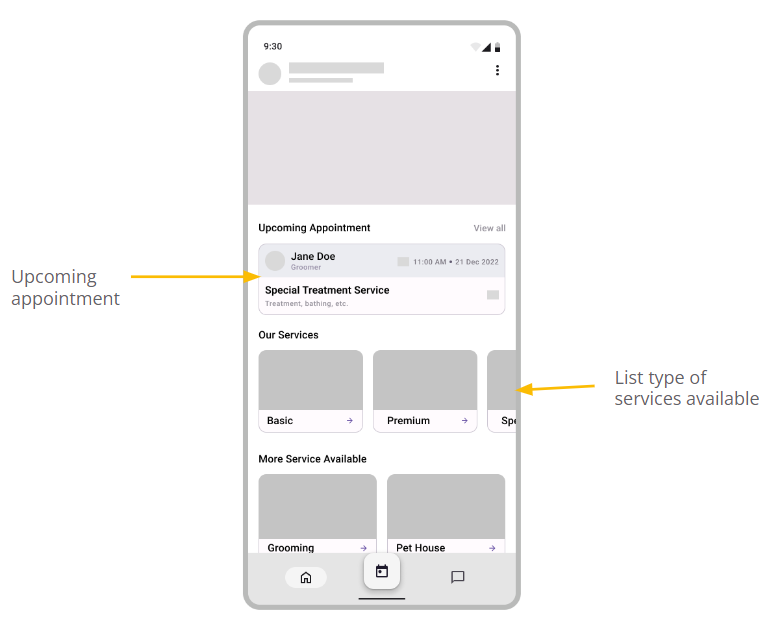 9:30
Upcoming Appointment
View all
Jane Doe
Groomer
11:00 AM • 21 Dec 2022
Special Treatment Service
Treatment, bathing, etc.
Upcoming
appointment
Our Services
Basic
Premium
Spe
List type of
services available
More Service Available
Grooming
Pet House